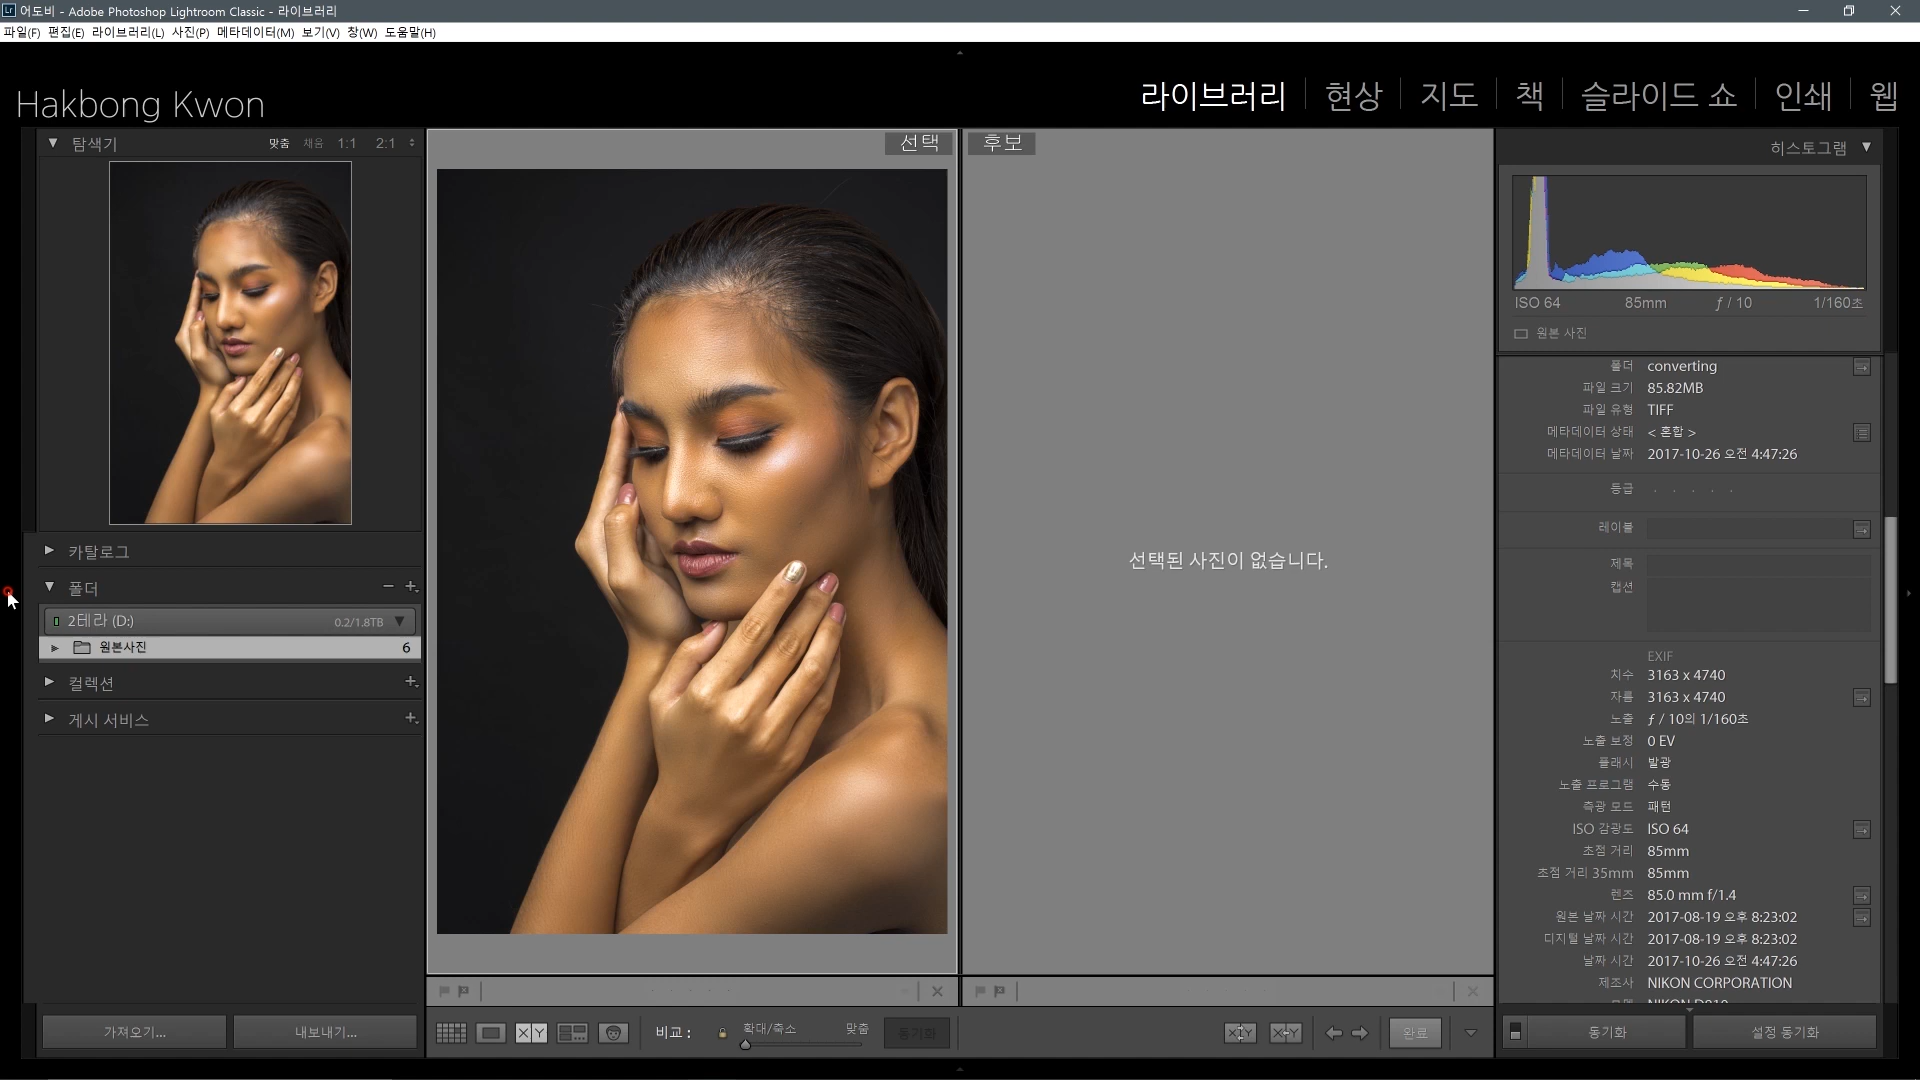 어도비 - Adobe Photoshop Lightroom Classic - 라이브러리
파일(F) 편집(E) 라이브러리(L) 사진(P) 메타데이터(M) 보기(V) 창(W) 도움말(H)
Hakbong Kwon
라이브러리 현상 지도 책 슬라이드 쇼 인쇄 웹
탐색기 맞춤 채움 1:1 2:1
카탈로그
폴더
2테라 (D:) 0.2/1.8TB
원본사진 6
컬렉션
게시 서비스
가져오기...
내보내기...
선택
후보
선택된 사진이 없습니다.
비교 : 확대/축소 맞춤 동기화
완료
히스토그램
ISO 64 85mm ƒ / 10 1/160초
원본 사진
폴더 converting
파일 크기 85.82MB
파일 유형 TIFF
메타데이터 상태 < 혼합 >
메타데이터 날짜 2017-10-26 오전 4:47:26
등급
레이블
제목
캡션
EXIF
치수 3163 x 4740
자름 3163 x 4740
노출 ƒ / 10의 1/160초
노출 보정 0 EV
플래시 발광
노출 프로그램 수동
측광 모드 패턴
ISO 감광도 ISO 64
초점 거리 85mm
초점 거리 35mm 85mm
렌즈 85.0 mm f/1.4
원본 날짜 시간 2017-08-19 오후 8:23:02
디지털 날짜 시간 2017-08-19 오후 8:23:02
날짜 시간 2017-10-26 오전 4:47:26
제조사 NIKON CORPORATION
동기화
설정 동기화